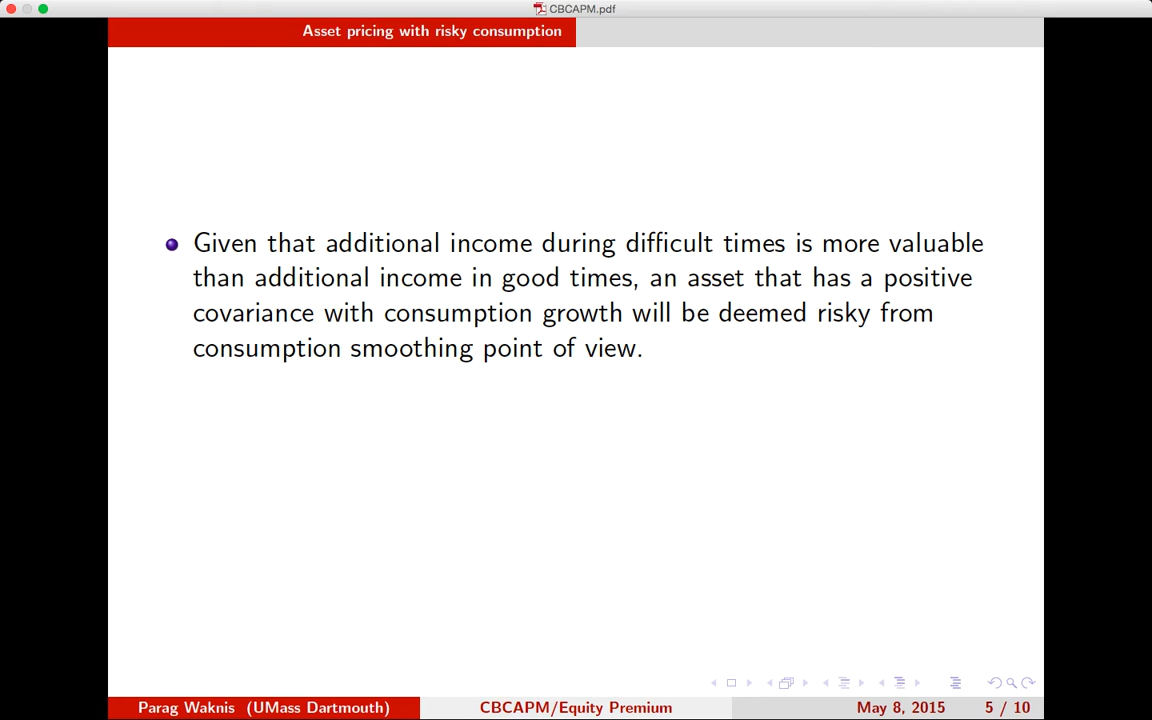 CBCAPM.pdf
Asset pricing with risky consumption
Given that additional income during difficult times is more valuable
than additional income in good times, an asset that has a positive
covariance with consumption growth will be deemed risky from
consumption smoothing point of view.
Parag Waknis (UMass Dartmouth) CBCAPM/Equity Premium May 8, 2015 5 / 10